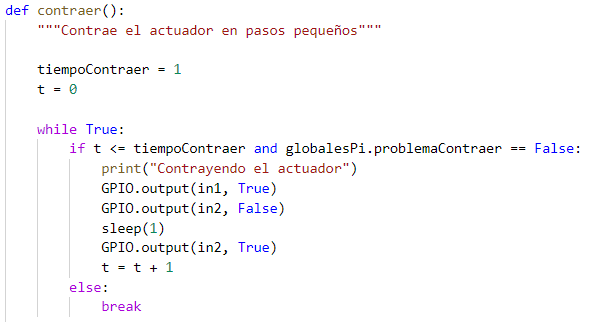 def contraer():
    """Contrae el actuador en pasos pequeños"""
    tiempoContraer = 1
    t = 0
    while True:
        if t <= tiempoContraer and globalesPi.problemaContraer == False:
            print("Contrayendo el actuador")
            GPIO.output(in1, True)
            GPIO.output(in2, False)
            sleep(1)
            GPIO.output(in2, True)
            t = t + 1
        else:
            break